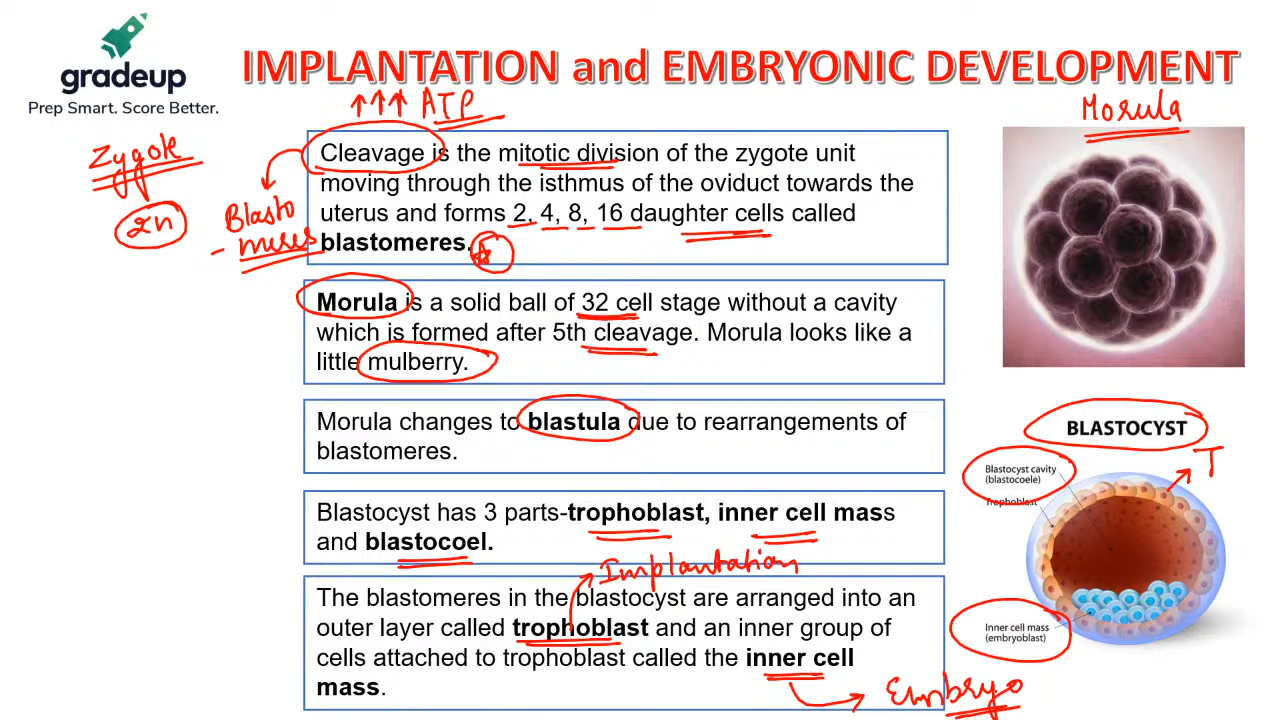 gradeup
Prep Smart. Score Better.
IMPLANTATION and EMBRYONIC DEVELOPMENT
↑↑↑ ATP
Zygote
2n
Blasto
-meres
Cleavage is the mitotic division of the zygote unit
moving through the isthmus of the oviduct towards the
uterus and forms 2, 4, 8, 16 daughter cells called
blastomeres.
Morula is a solid ball of 32 cell stage without a cavity
which is formed after 5th cleavage. Morula looks like a
little mulberry.
Morula changes to blastula due to rearrangements of
blastomeres.
Blastocyst has 3 parts-trophoblast, inner cell mass
and blastocoel.
Implantation
The blastomeres in the blastocyst are arranged into an
outer layer called trophoblast and an inner group of
cells attached to trophoblast called the inner cell
mass.
Embryo
Morula
BLASTOCYST
T
Blastocyst cavity
(blastocoele)
Trophoblast
Inner cell mass
(embryoblast)